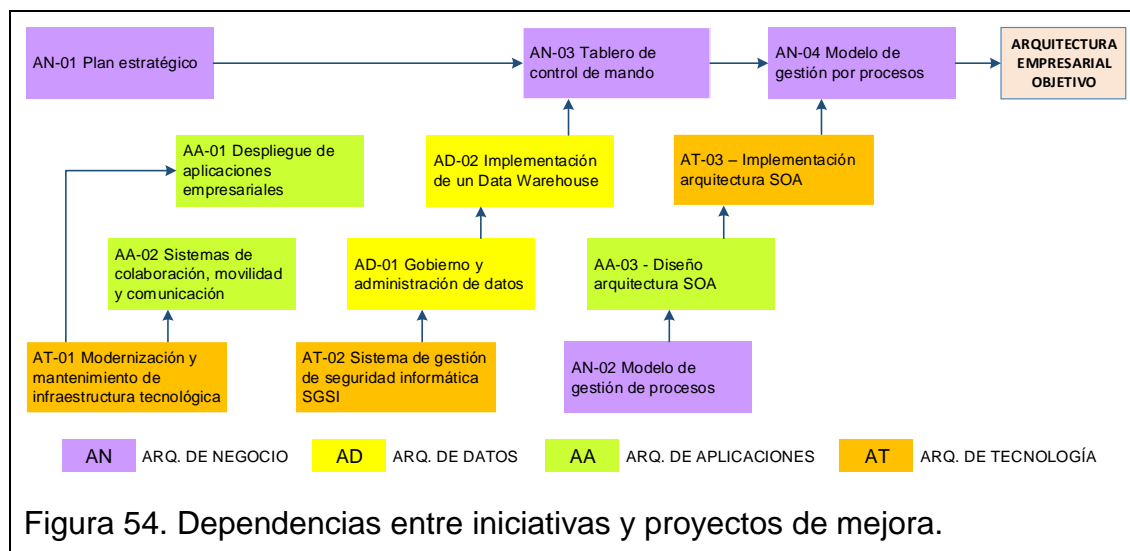 AN-01 Plan estratégico
AN-03 Tablero de
control de mando
AN-04 Modelo de
gestión por procesos
ARQUITECTURA
EMPRESARIAL
OBJETIVO
AA-01 Despliegue de
aplicaciones
empresariales
AD-02 Implementación
de un Data Warehouse
AT-03 – Implementación
arquitectura SOA
AA-02 Sistemas de
colaboración, movilidad
y comunicación
AD-01 Gobierno y
administración de datos
AA-03 - Diseño
arquitectura SOA
AT-01 Modernización y
mantenimiento de
infraestructura tecnológica
AT-02 Sistema de gestión
de seguridad informática
SGSI
AN-02 Modelo de
gestión de procesos
AN ARQ. DE NEGOCIO AD ARQ. DE DATOS AA ARQ. DE APLICACIONES AT ARQ. DE TECNOLOGÍA
Figura 54. Dependencias entre iniciativas y proyectos de mejora.